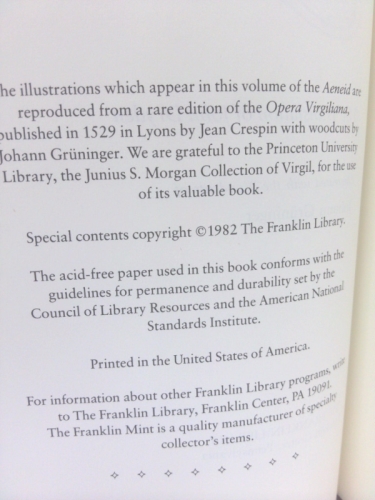 he illustrations which appear in this volume of the Aeneid are
reproduced from a rare edition of the Opera Virgiliana,
published in 1529 in Lyons by Jean Crespin with woodcuts by
Johann Grüninger. We are grateful to the Princeton University
Library, the Junius S. Morgan Collection of Virgil, for the use
of its valuable book.
Special contents copyright ©1982 The Franklin Library.
The acid-free paper used in this book conforms with the
guidelines for permanence and durability set by the
Council of Library Resources and the American National
Standards Institute.
Printed in the United States of America.
For information about other Franklin Library programs, write
to The Franklin Library, Franklin Center, PA 19091.
The Franklin Mint is a quality manufacturer of specialty
collector's items.